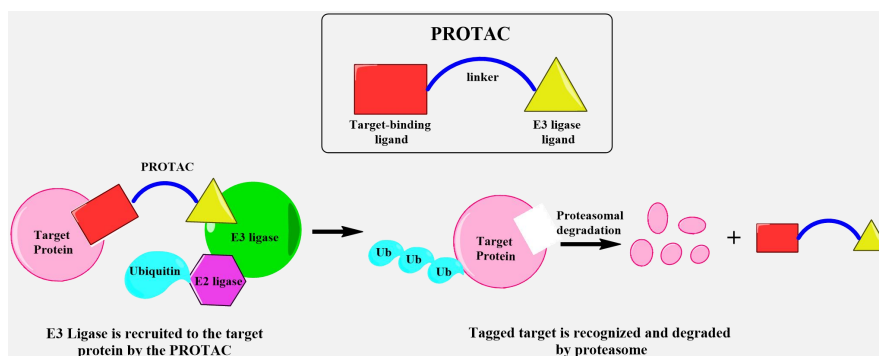 PROTAC
linker
Target-binding
ligand
E3 ligase
ligand
PROTAC
Target
Protein
E3 ligase
Ubiquitin
E2 ligase
E3 Ligase is recruited to the target
protein by the PROTAC
Ub
Ub
Ub
Target
Protein
Proteasomal
degradation
+
Tagged target is recognized and degraded
by proteasome